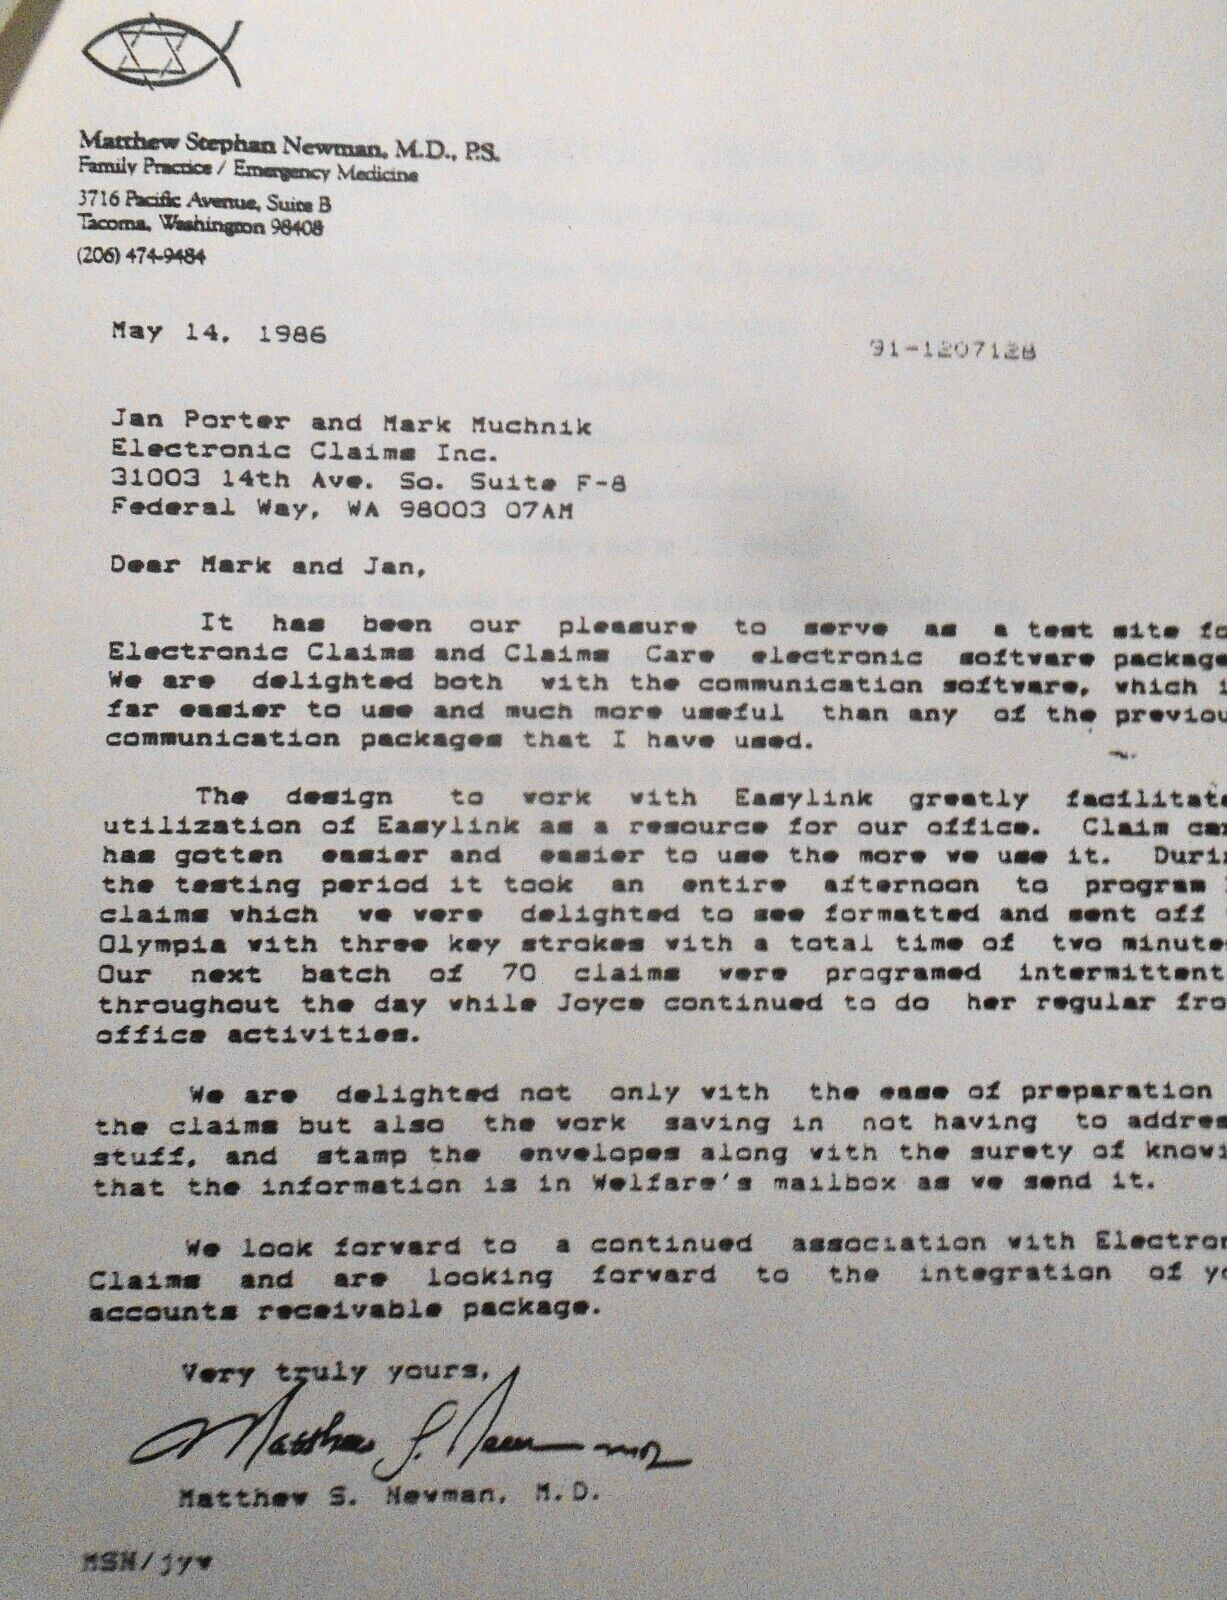 Matthew Stephan Newman, M.D., P.S.
Family Practice / Emergency Medicine
3716 Pacific Avenue, Suite B
Tacoma, Washington 98408
(206) 474-9484
May 14, 1986
91-1207128
Jan Porter and Mark Muchnik
Electronic Claims Inc.
31003 14th Ave. So. Suite F-8
Federal Way, WA 98003 07AM
Dear Mark and Jan,
It has been our pleasure to serve as a test site fo
Electronic Claims and Claims Care electronic software package
We are delighted both with the communication software, which i
far easier to use and much more useful than any of the previou
communication packages that I have used.
The design to work with Easylink greatly facilitate
utilization of Easylink as a resource for our office. Claim car
has gotten easier and easier to use the more we use it. Durin
the testing period it took an entire afternoon to program
claims which we were delighted to see formatted and sent off
Olympia with three key strokes with a total time of two minute
Our next batch of 70 claims were programed intermittent
throughout the day while Joyce continued to do her regular fro
office activities.
We are delighted not only with the ease of preparation
the claims but also the work saving in not having to addres
stuff, and stamp the envelopes along with the surety of knowi
that the information is in Welfare's mailbox as we send it.
We look forward to a continued association with Electron
Claims and are looking forward to the integration of yo
accounts receivable package.
Very truly yours,
Matthew S. Newman MD
Matthew S. Newman, M.D.
MSN/jyw